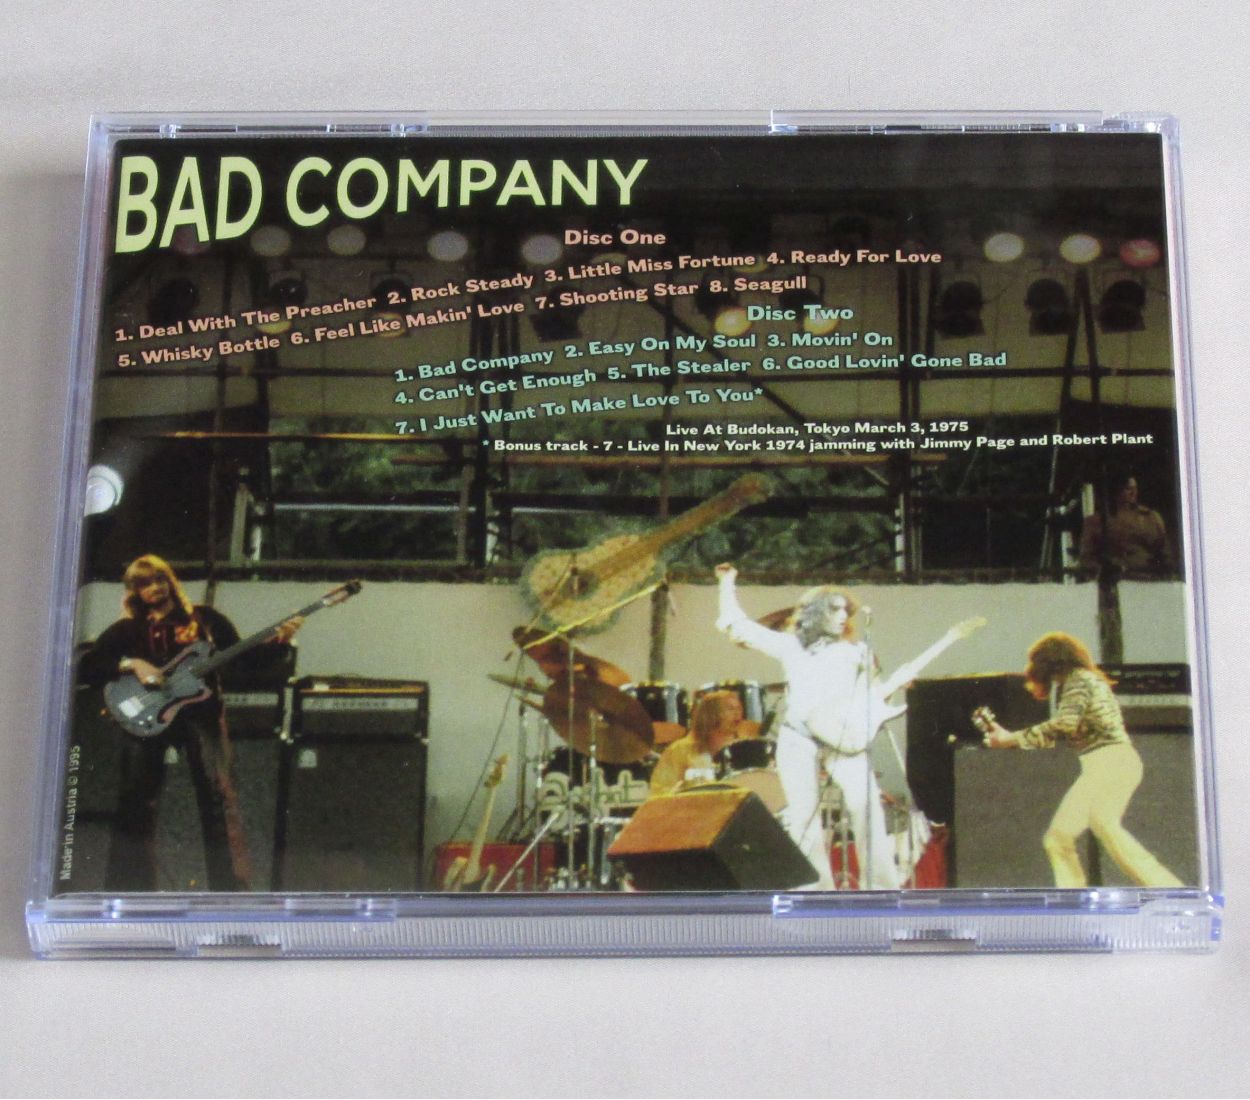 BAD COMPANY
Disc One
1. Deal With The Preacher 2. Rock Steady 3. Little Miss Fortune 4. Ready For Love
5. Whisky Bottle 6. Feel Like Makin' Love 7. Shooting Star 8. Seagull
Disc Two
1. Bad Company 2. Easy On My Soul 3. Movin' On
4. Can't Get Enough 5. The Stealer 6. Good Lovin' Gone Bad
7. I Just Want To Make Love To You*
Live At Budokan, Tokyo March 3, 1975
* Bonus track - 7 - Live In New York 1974 jamming with Jimmy Page and Robert Plant
Made in Austria © 1995